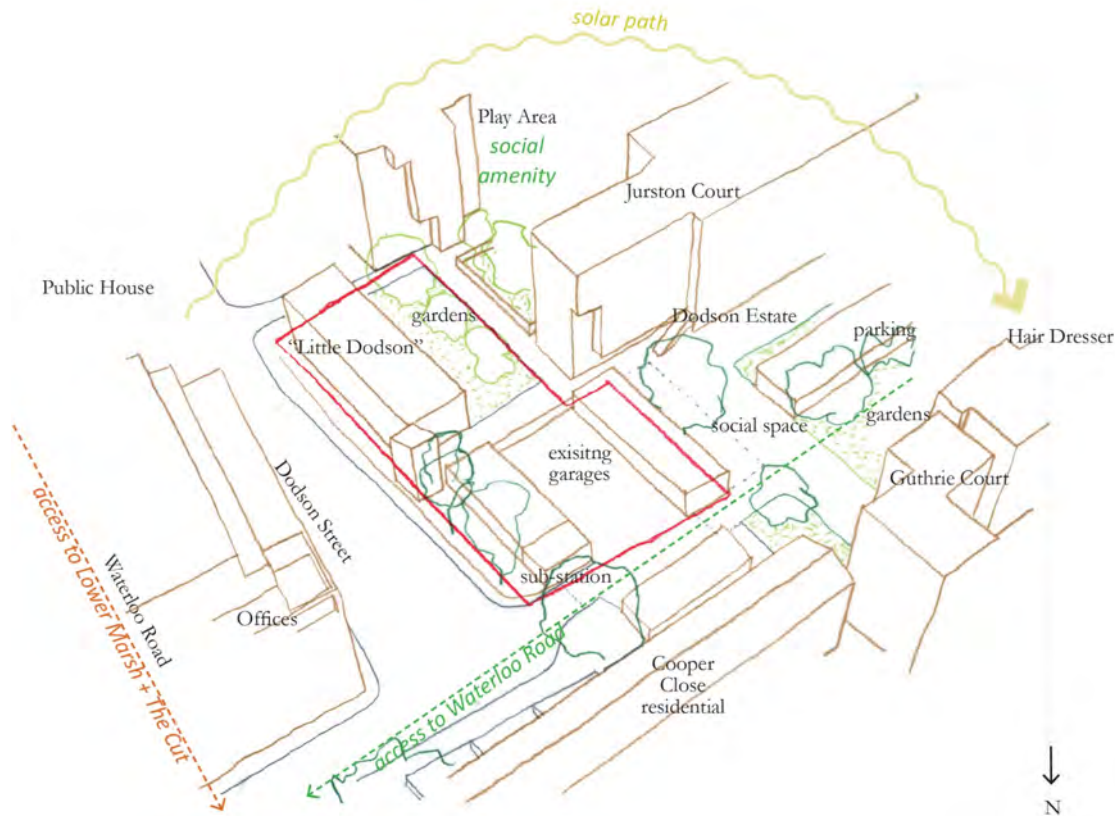 solar path
Play Area
social
amenity
Jurston Court
Public House
gardens
Dodson Estate
parking
Hair Dresser
"Little Dodson"
gardens
social space
exisitng
garages
Guthrie Court
Dodson Street
sub-station
Waterloo Road
Offices
access to Lower Marsh + The Cut
access to Waterloo Road
Cooper
Close
residential
N